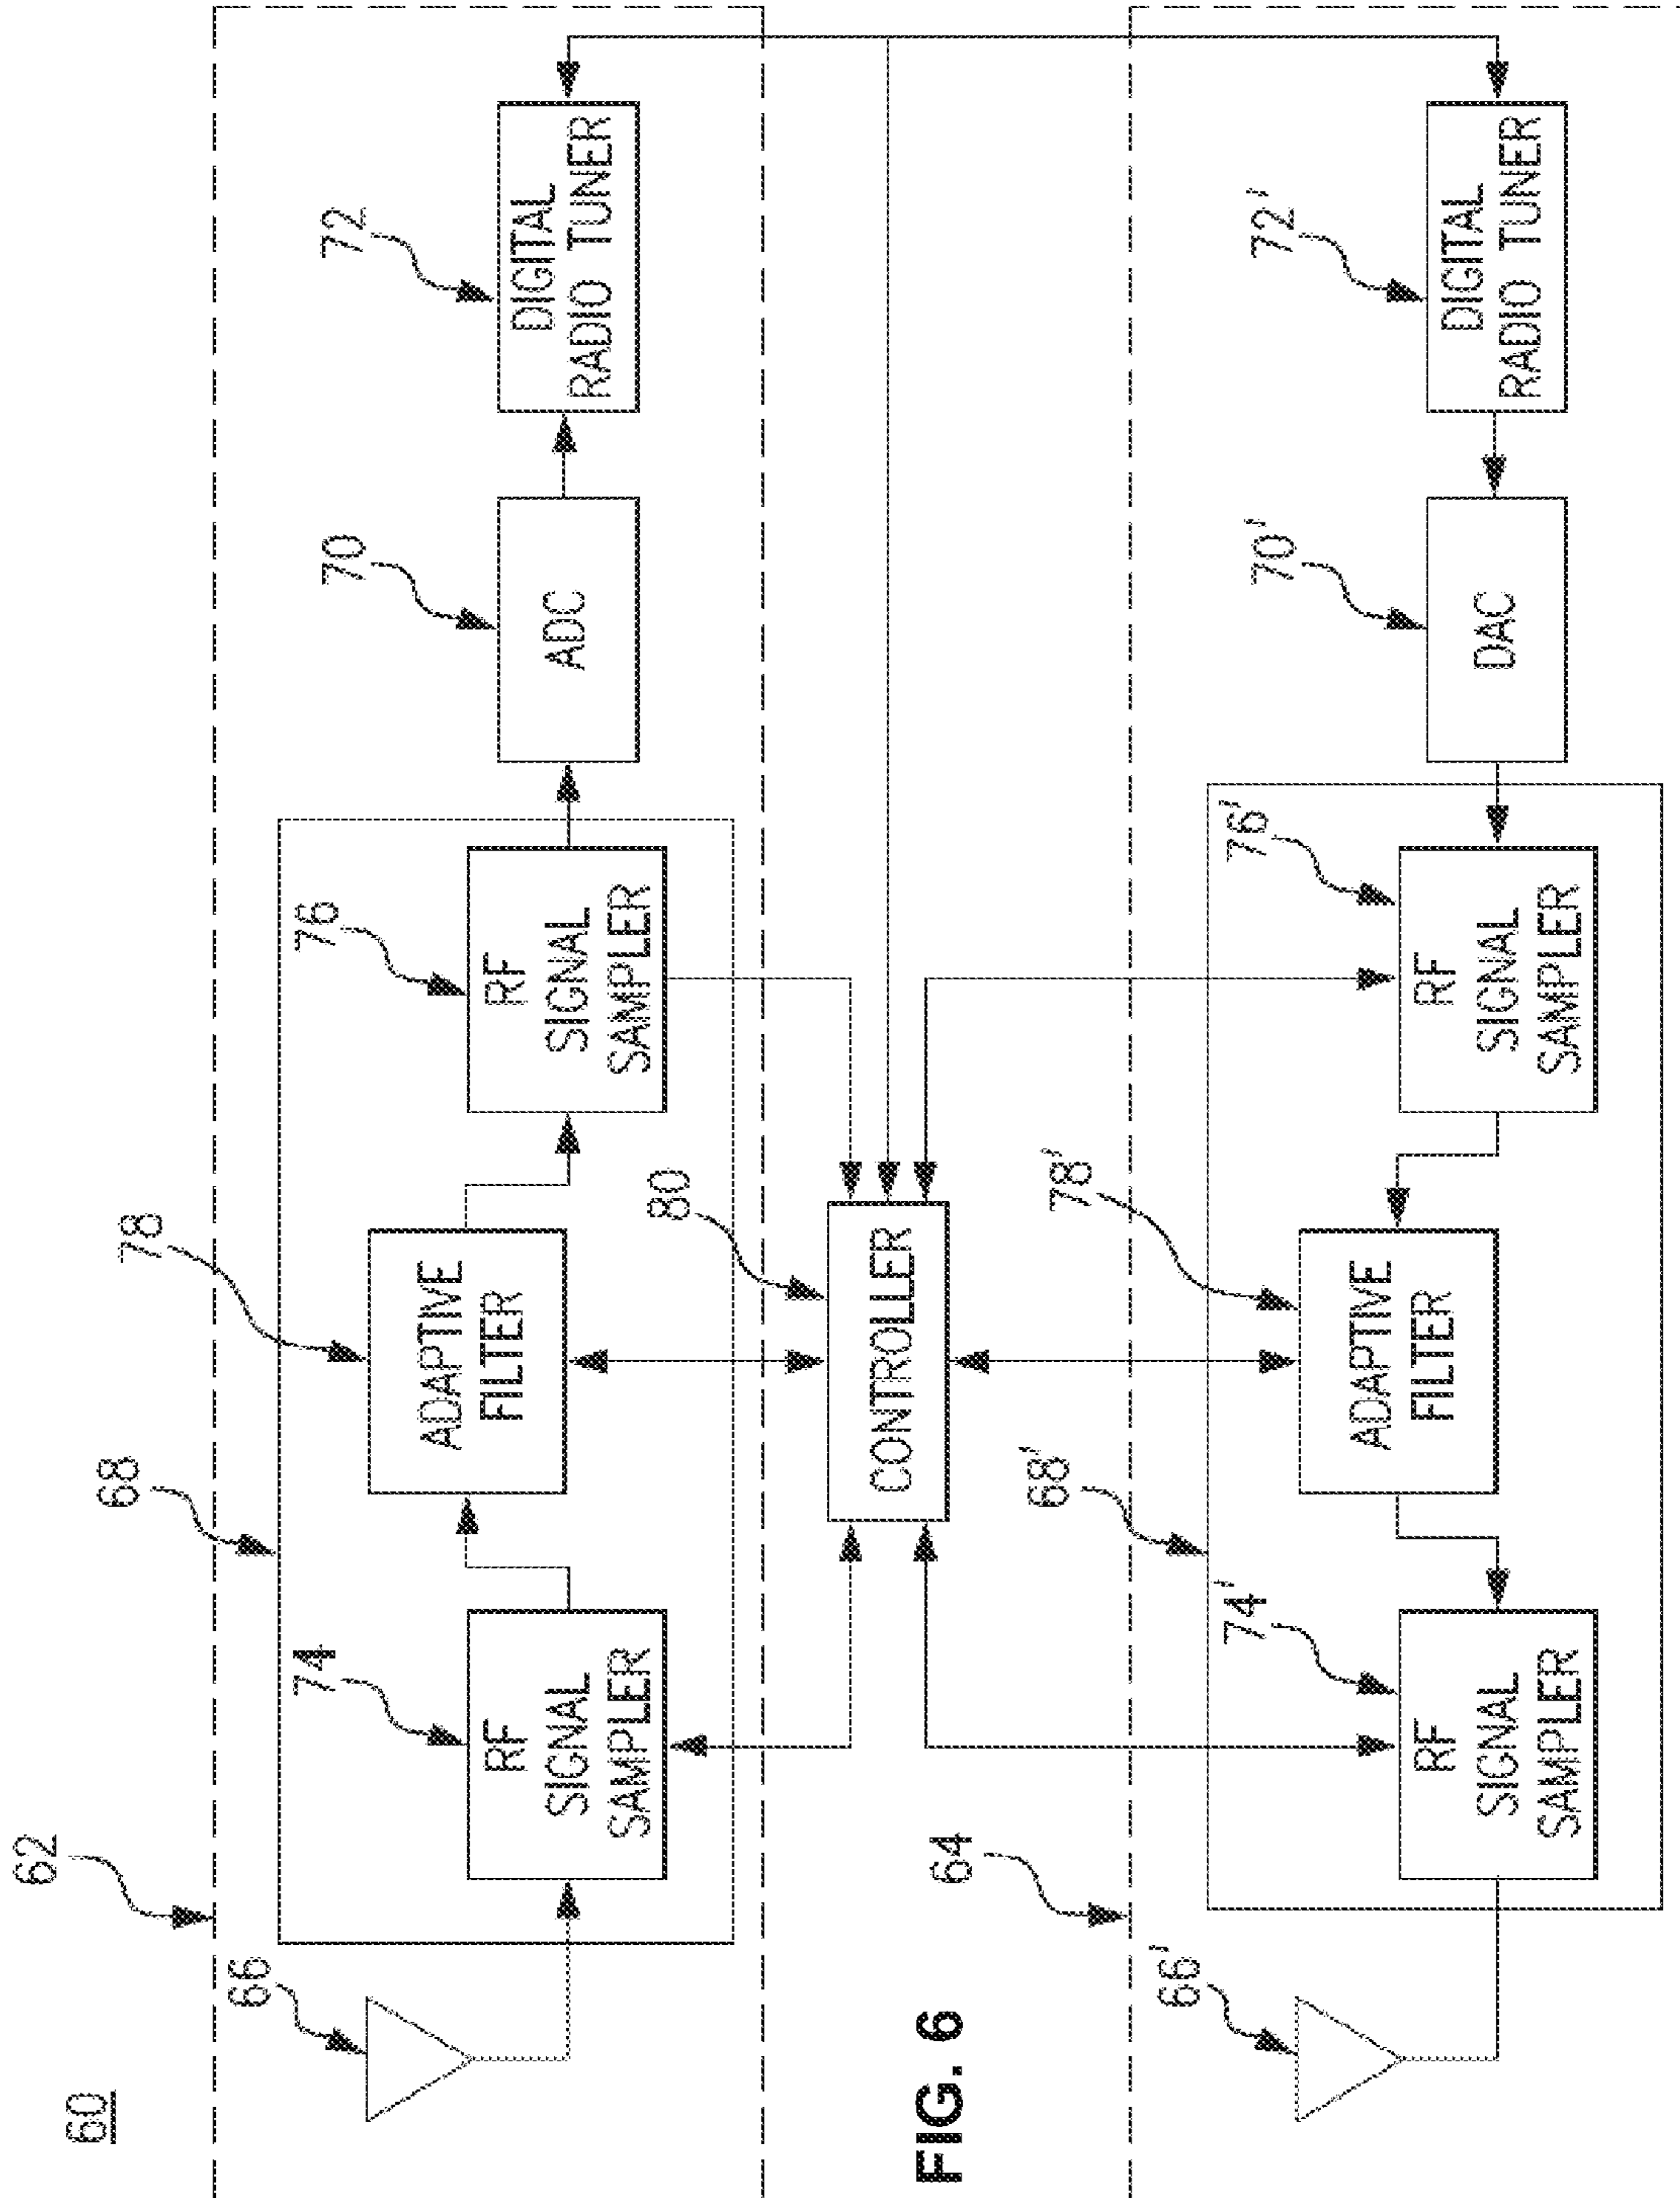 60
62
66
68
74
RF
SIGNAL
SAMPLER
78
ADAPTIVE
FILTER
76
RF
SIGNAL
SAMPLER
70
ADC
72
DIGITAL
RADIO TUNER
80
CONTROLLER
FIG. 6
64
66'
68'
74'
RF
SIGNAL
SAMPLER
78'
ADAPTIVE
FILTER
76'
RF
SIGNAL
SAMPLER
70'
DAC
72'
DIGITAL
RADIO TUNER